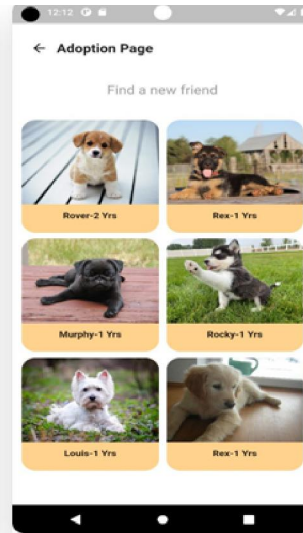 12:12
Adoption Page
Find a new friend
Rover-2 Yrs
Rex-1 Yrs
Murphy-1 Yrs
Rocky-1 Yrs
Louis-1 Yrs
Rex-1 Yrs